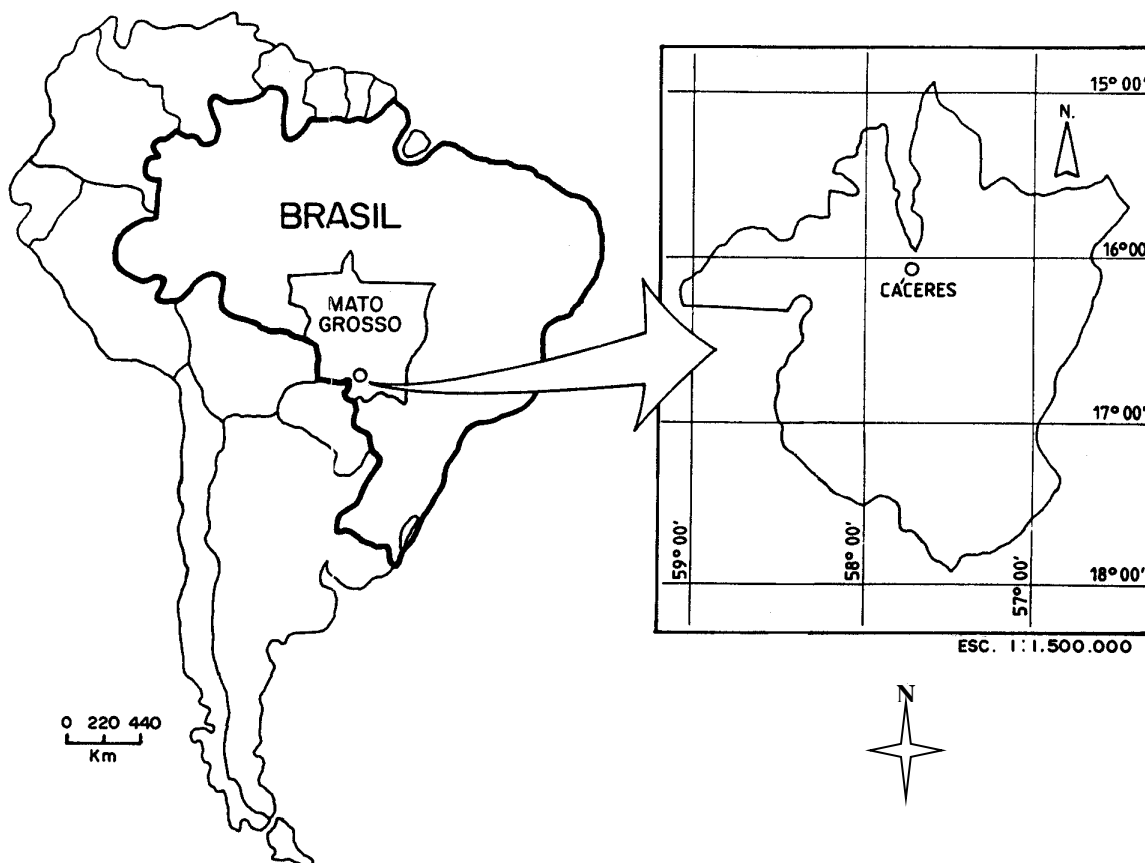 BRASIL
MATO
GROSSO
0 220 440
Km
N.
15° 00'
16° 00'
17° 00'
18° 00'
59° 00'
58° 00'
57° 00'
CÁCERES
ESC. 1:1.500.000
N